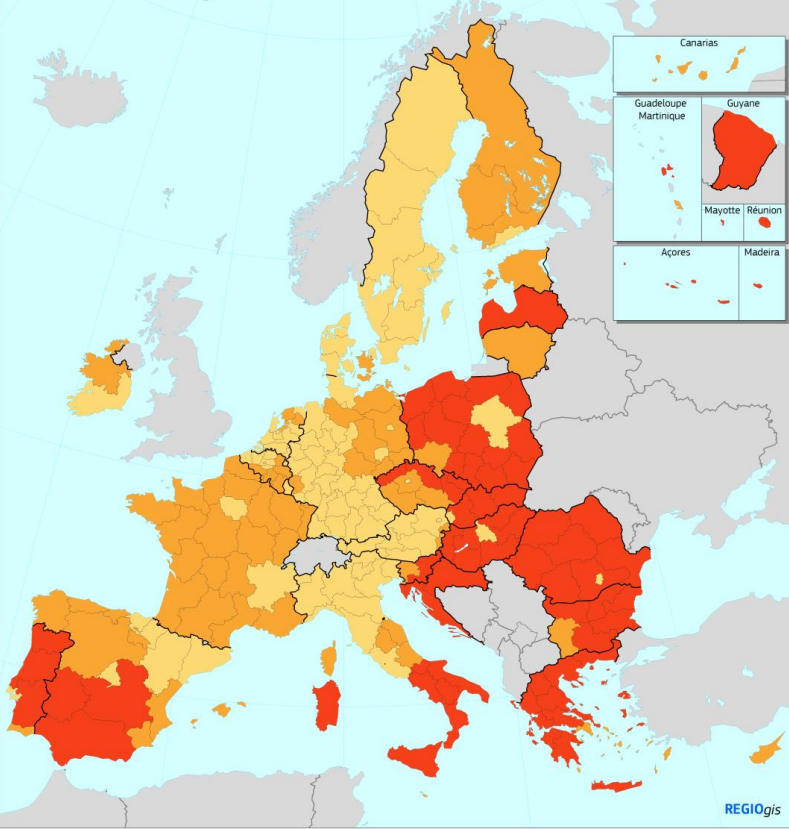 Canarias
Guadeloupe
Martinique
Guyane
Mayotte
Réunion
Açores
Madeira
REGIOgis